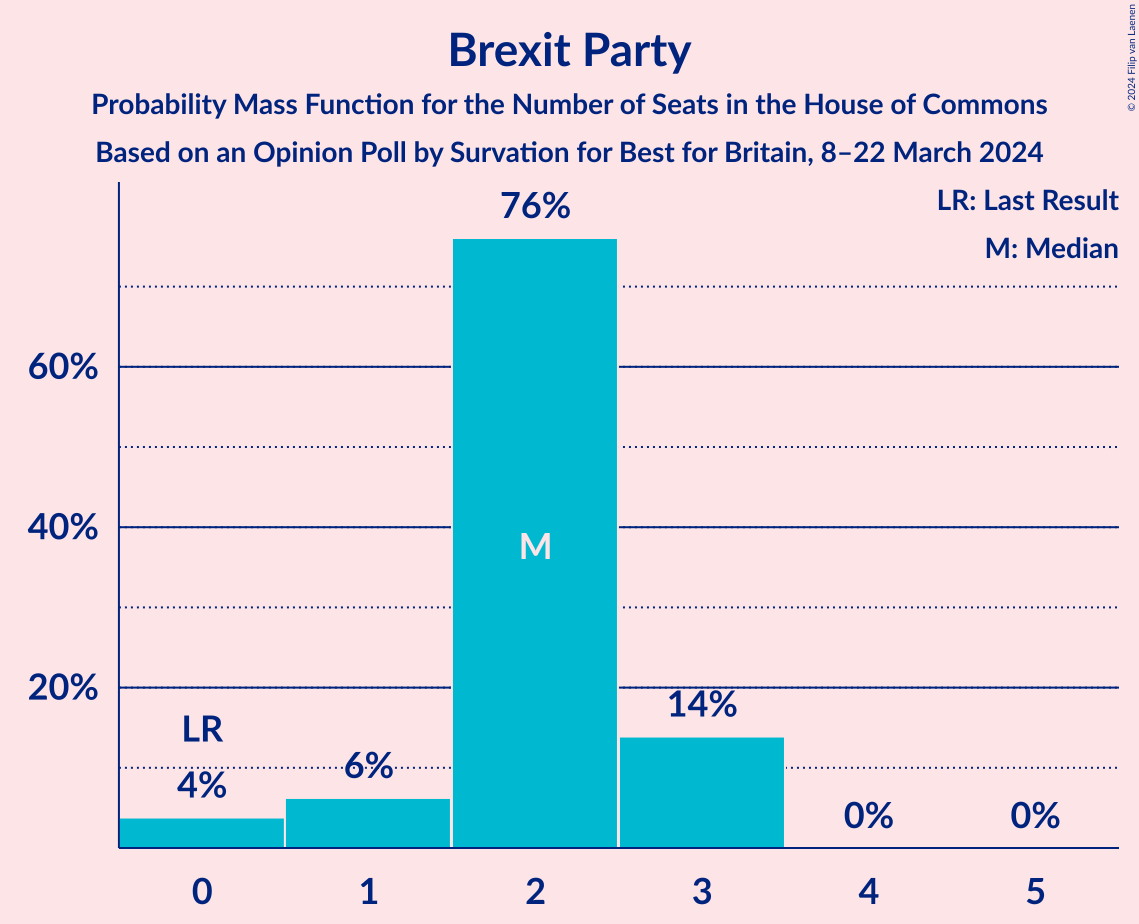 Brexit Party
Probability Mass Function for the Number of Seats in the House of Commons
Based on an Opinion Poll by Survation for Best for Britain, 8–22 March 2024
© 2024 Filip van Laenen
LR: Last Result
M: Median
76%
60%
40%
M
20%
14%
LR
6%
4%
0%
0%
0
1
2
3
4
5